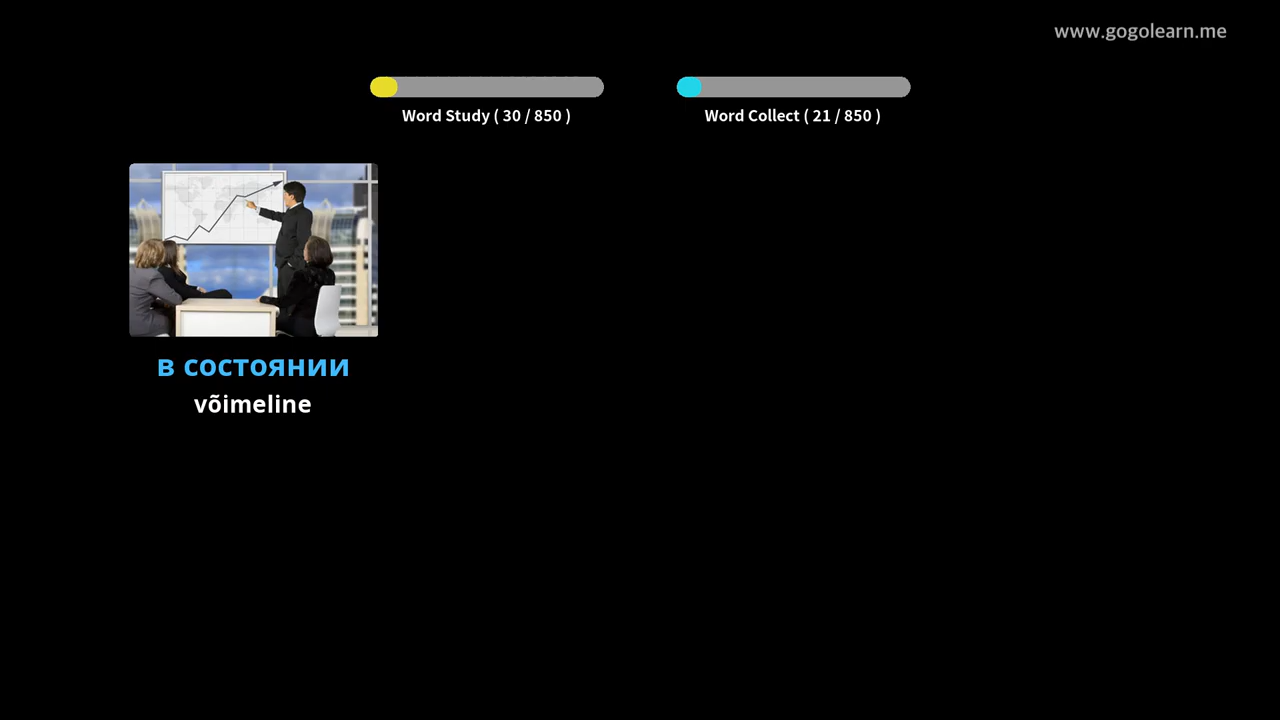 www.gogolearn.me
Word Study ( 30 / 850 )
Word Collect ( 21 / 850 )
в состоянии
võimeline